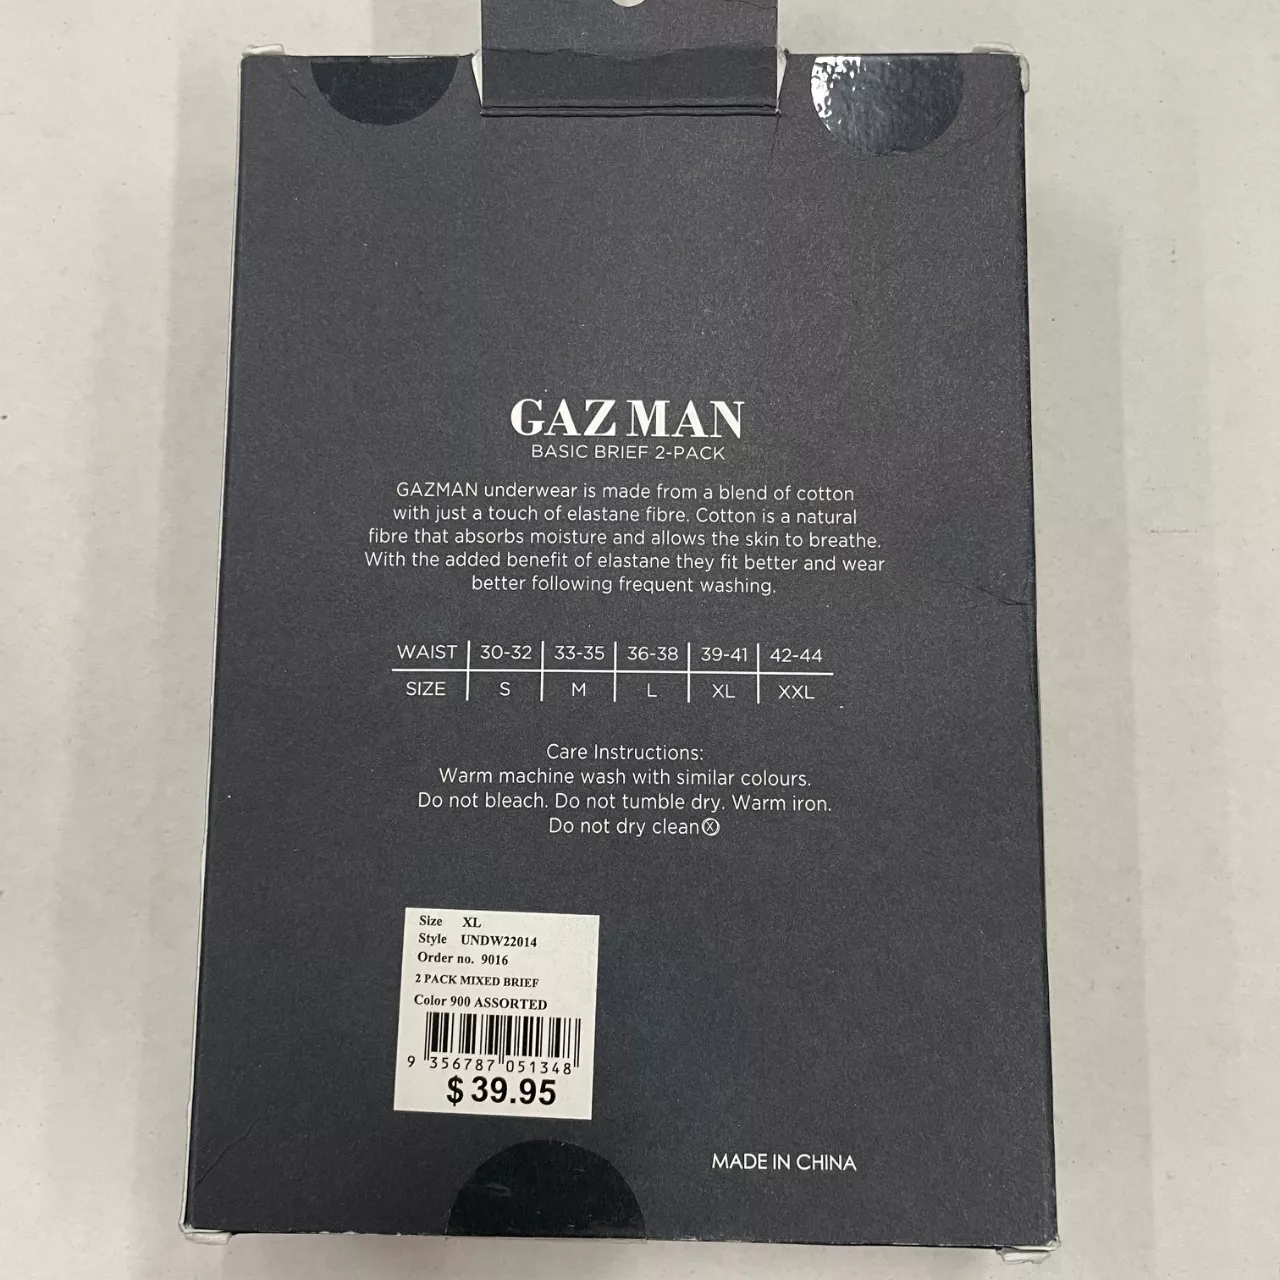 GAZ MAN
BASIC BRIEF 2-PACK
GAZMAN underwear is made from a blend of cotton
with just a touch of elastane fibre. Cotton is a natural
fibre that absorbs moisture and allows the skin to breathe.
With the added benefit of elastane they fit better and wear
better following frequent washing.
WAIST 30-32 33-35 36-38 39-41 42-44
SIZE S M L XL XXL
Care Instructions:
Warm machine wash with similar colours.
Do not bleach. Do not tumble dry. Warm iron.
Do not dry clean Ⓧ
Size XL
Style UNDW22014
Order no. 9016
2 PACK MIXED BRIEF
Color 900 ASSORTED
9 356787 051348
$39.95
MADE IN CHINA